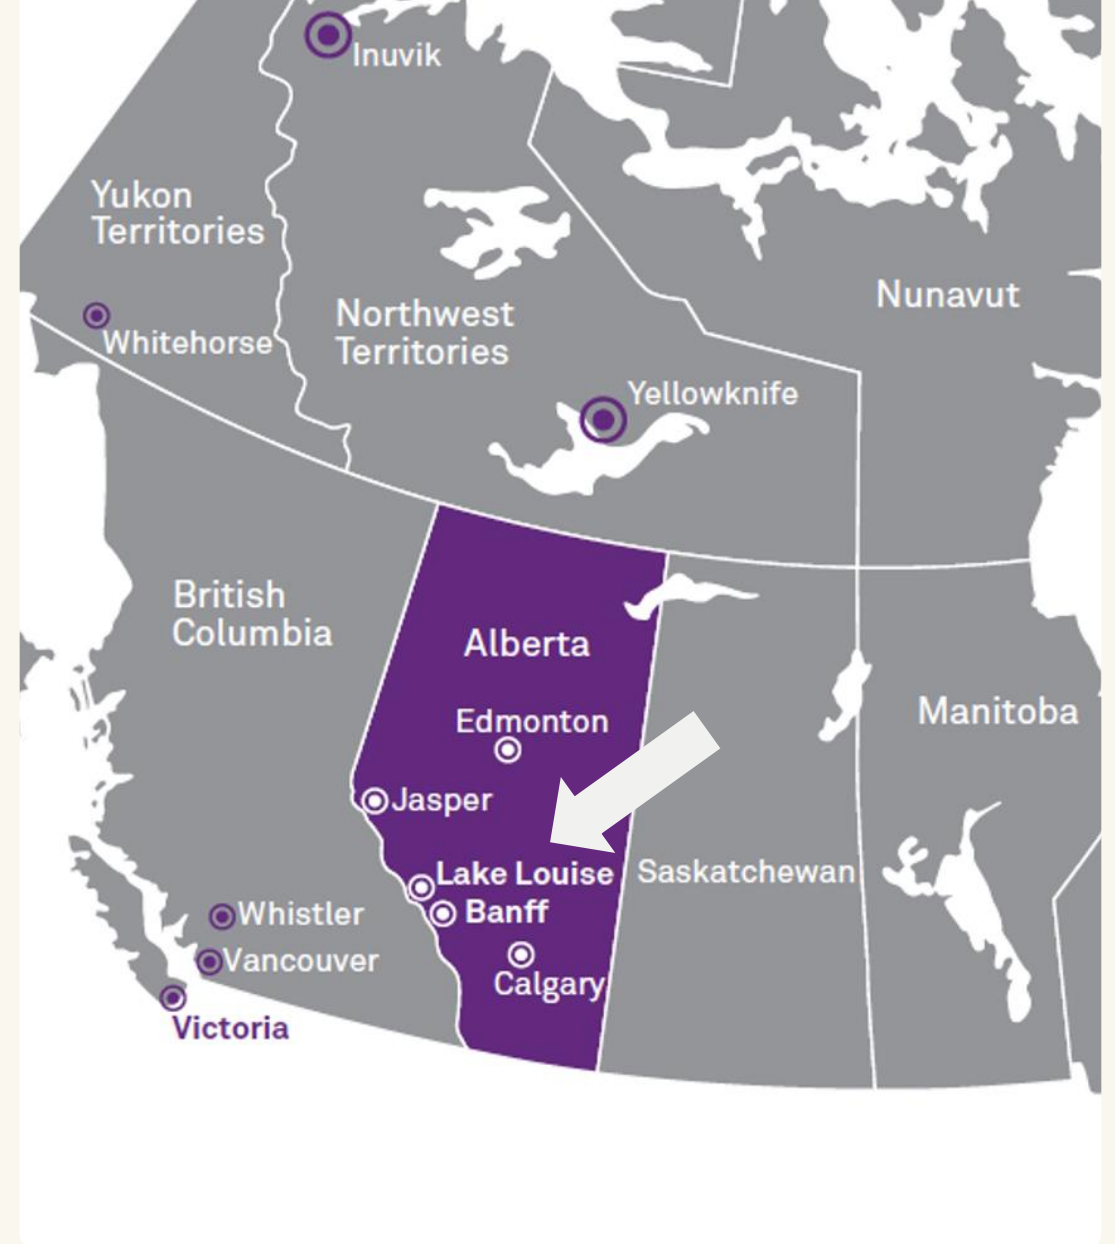 Inuvik
Yukon
Territories
Nunavut
Northwest
Territories
Whitehorse
Yellowknife
British
Columbia
Alberta
Manitoba
Edmonton
Jasper
Lake Louise
Saskatchewan
Banff
Whistler
Vancouver
Calgary
Victoria